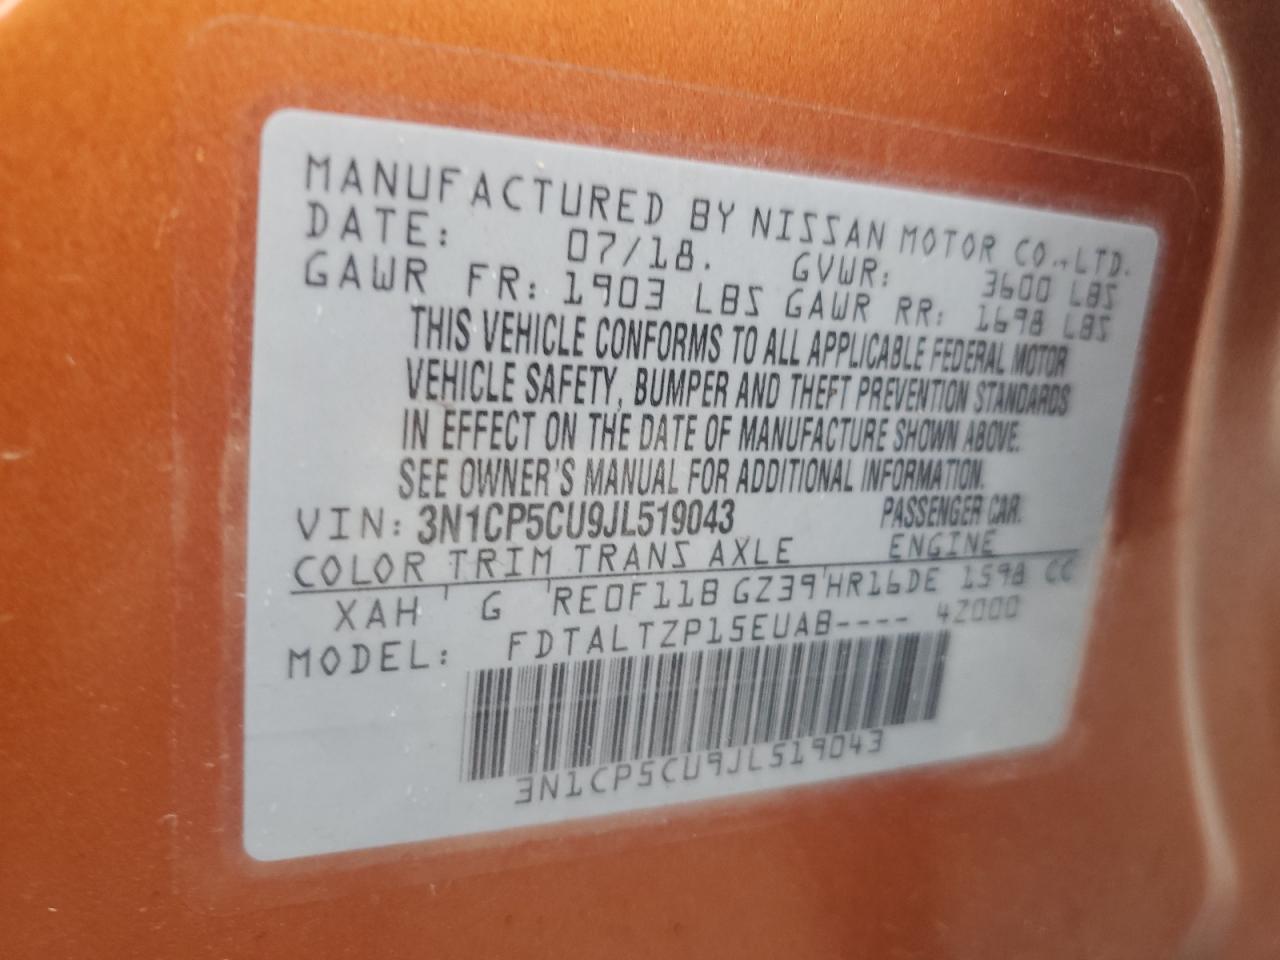 MANUFACTURED BY NISSAN MOTOR CO.,LTD.
DATE: 07/18. GVWR: 3600 LBS
GAWR FR: 1903 LBS GAWR RR: 1698 LBS
THIS VEHICLE CONFORMS TO ALL APPLICABLE FEDERAL MOTOR
VEHICLE SAFETY, BUMPER AND THEFT PREVENTION STANDARDS
IN EFFECT ON THE DATE OF MANUFACTURE SHOWN ABOVE.
SEE OWNER'S MANUAL FOR ADDITIONAL INFORMATION.
VIN: 3N1CP5CU9JL519043 PASSENGER CAR.
COLOR TRIM TRANS AXLE ENGINE
XAH G RE0F11B GZ39 HR16DE 1598 CC
MODEL: FDTALTZP15EUAB---- 4Z000
3N1CP5CU9JL519043